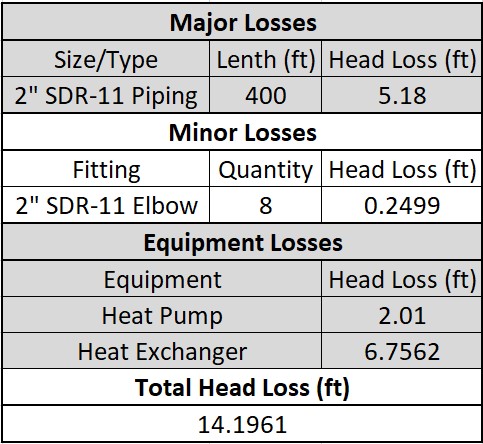 Major Losses
Size/Type Lenth (ft) Head Loss (ft)
2" SDR-11 Piping 400 5.18
Minor Losses
Fitting Quantity Head Loss (ft)
2" SDR-11 Elbow 8 0.2499
Equipment Losses
Equipment Head Loss (ft)
Heat Pump 2.01
Heat Exchanger 6.7562
Total Head Loss (ft)
14.1961